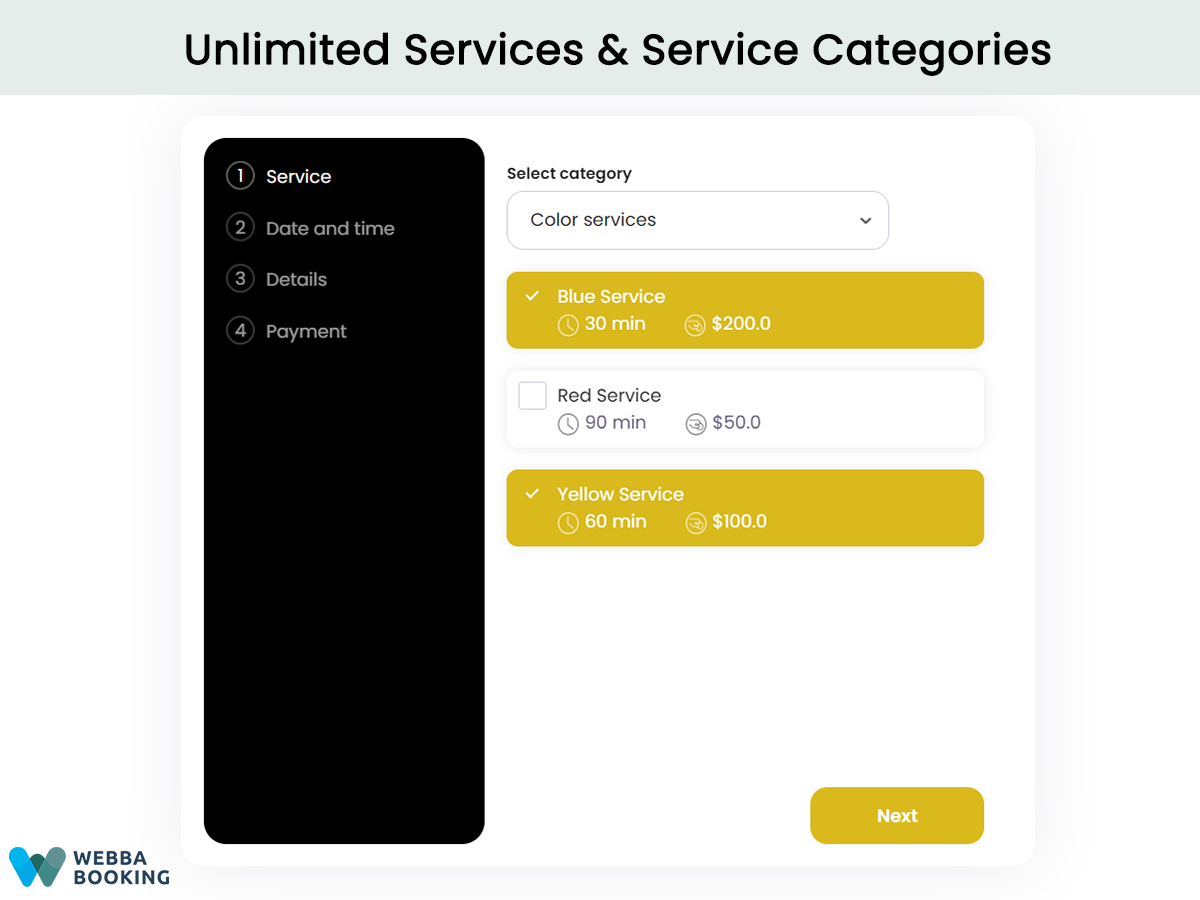 Unlimited Services & Service Categories
1 Service
2 Date and time
3 Details
4 Payment
Select category
Color services
Blue Service
30 min $200.0
Red Service
90 min $50.0
Yellow Service
60 min $100.0
Next
WEBBA
BOOKING